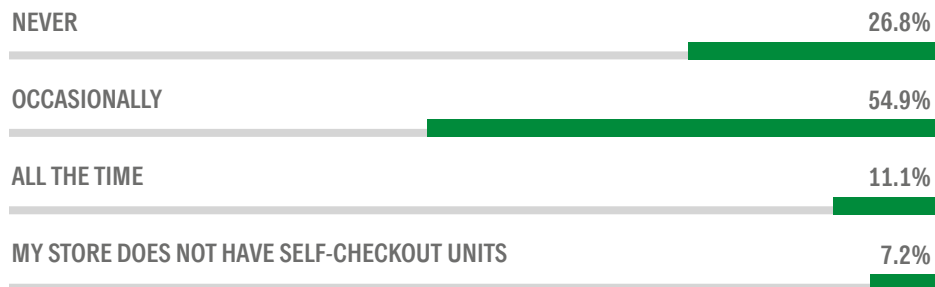 NEVER 26.8%
OCCASIONALLY 54.9%
ALL THE TIME 11.1%
MY STORE DOES NOT HAVE SELF-CHECKOUT UNITS 7.2%